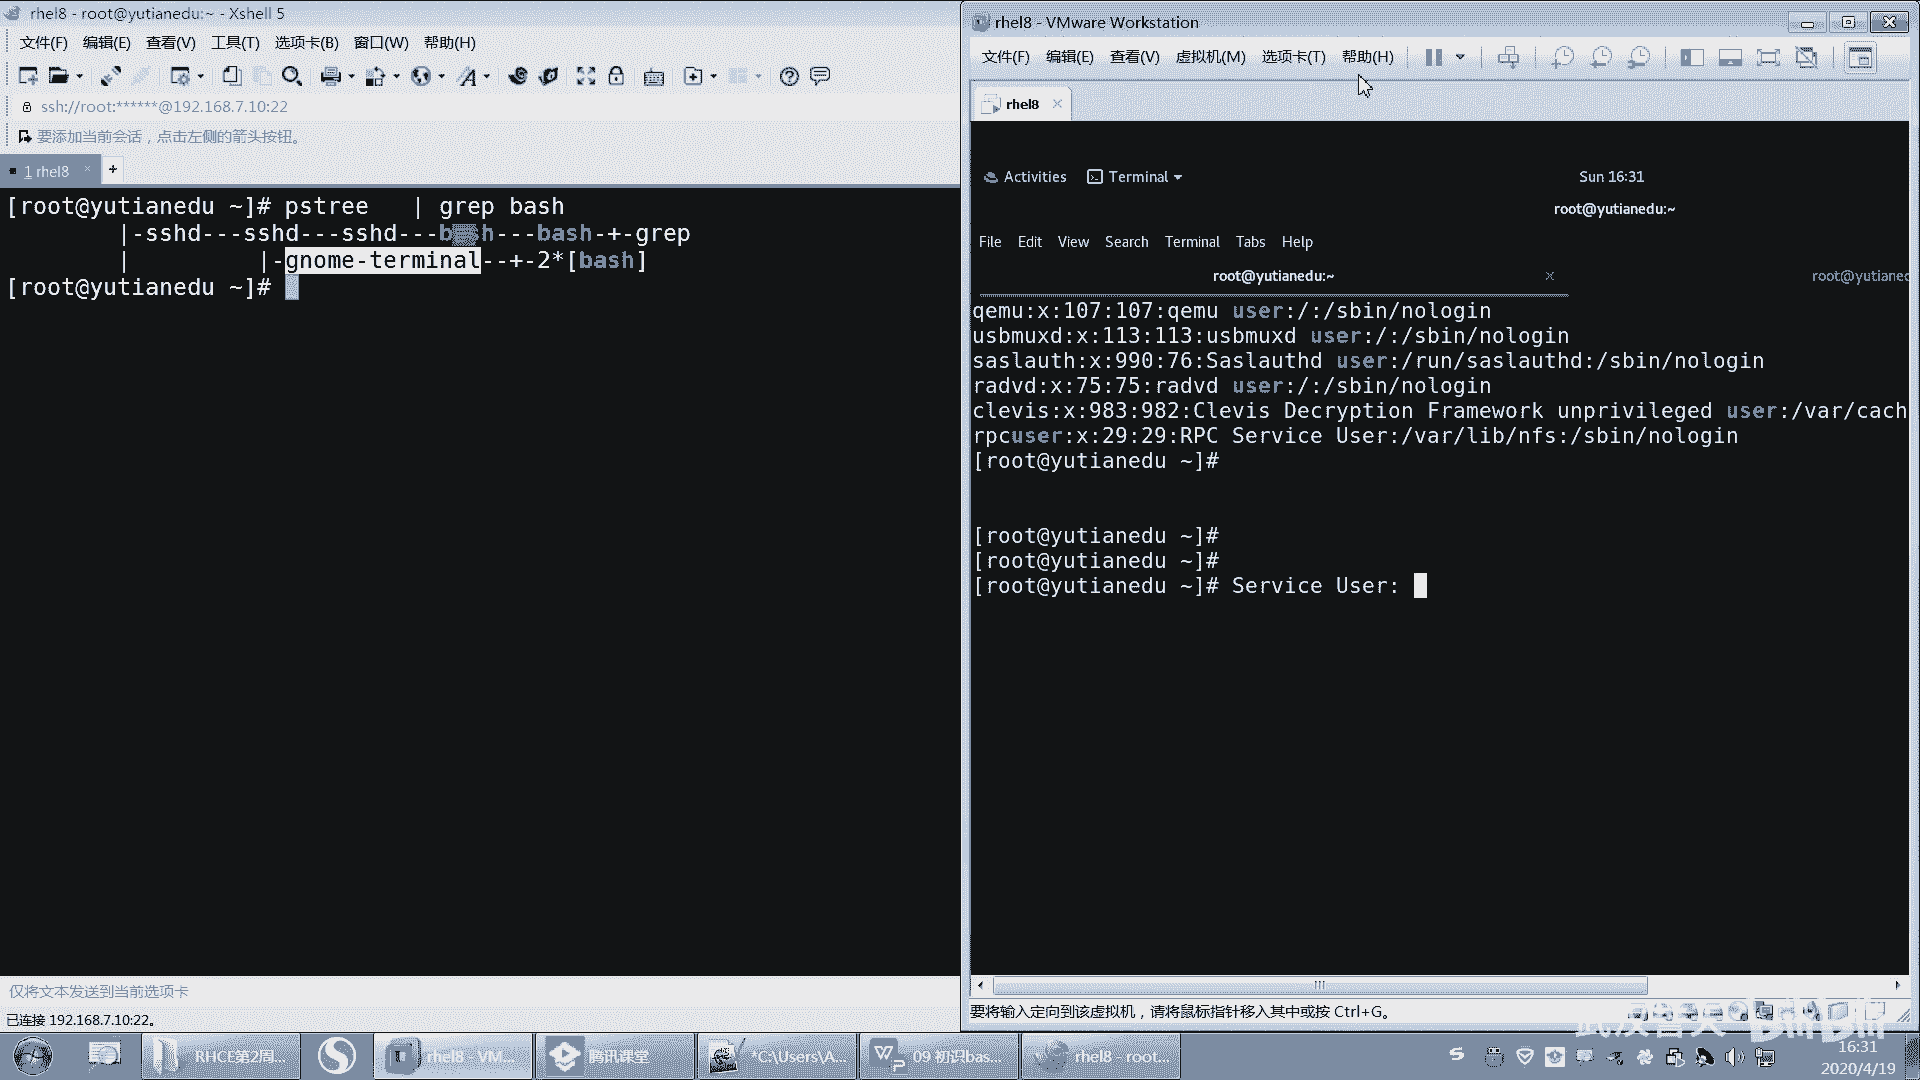 rhel8 - root@yutianedu:~ - Xshell 5
文件(F) 编辑(E) 查看(V) 工具(T) 选项卡(B) 窗口(W) 帮助(H)
ssh://root:******@192.168.7.10:22
要添加当前会话，点击左侧的箭头按钮。
1 rhel8
[root@yutianedu ~]# pstree   | grep bash
|-sshd---sshd---sshd---bash---bash-+-grep
|          |-gnome-terminal--+-2*[bash]
[root@yutianedu ~]#
仅将文本发送到当前选项卡
已连接 192.168.7.10:22。
rhel8 - VMware Workstation
文件(F) 编辑(E) 查看(V) 虚拟机(M) 选项卡(T) 帮助(H)
rhel8
Activities Terminal Sun 16:31
root@yutianedu:~
File Edit View Search Terminal Tabs Help
root@yutianedu:~ root@yutianed
qemu:x:107:107:qemu user:/:/sbin/nologin
usbmuxd:x:113:113:usbmuxd user:/:/sbin/nologin
saslauth:x:990:76:Saslauthd user:/run/saslauthd:/sbin/nologin
radvd:x:75:75:radvd user:/:/sbin/nologin
clevis:x:983:982:Clevis Decryption Framework unprivileged user:/var/cach
rpcuser:x:29:29:RPC Service User:/var/lib/nfs:/sbin/nologin
[root@yutianedu ~]#
[root@yutianedu ~]#
[root@yutianedu ~]#
[root@yutianedu ~]# Service User:
要将输入定向到该虚拟机，请将鼠标指针移入其中或按 Ctrl+G。
RHCE第2周... rhel8 - VM... 腾讯课堂 *C:\Users\A... 09 初识bas... rhel8 - root...
16:31
2020/4/19